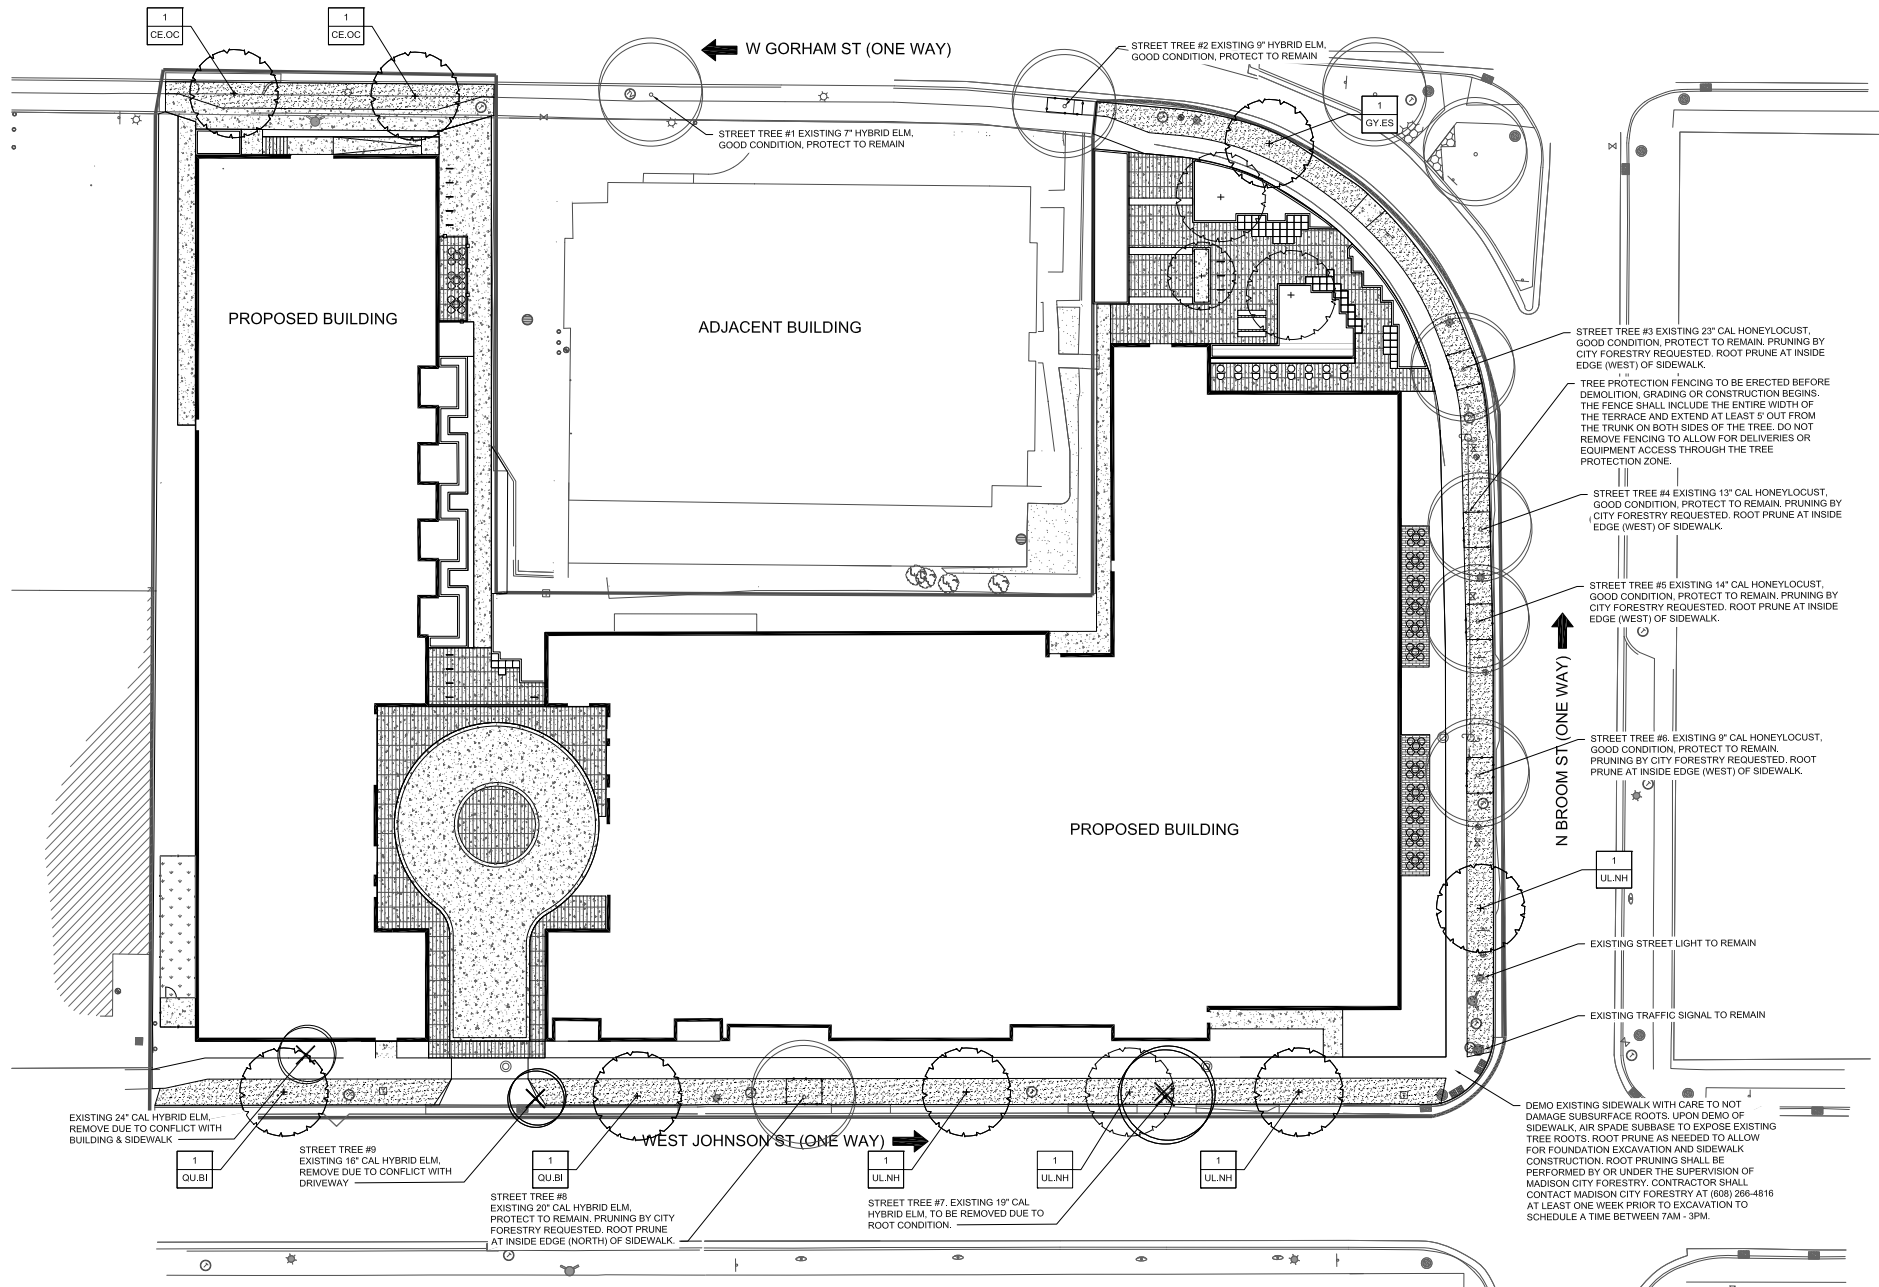 1
CE.OC
1
CE.OC
W GORHAM ST (ONE WAY)
STREET TREE #2 EXISTING 9" HYBRID ELM,
GOOD CONDITION, PROTECT TO REMAIN
1
GY.ES
STREET TREE #1 EXISTING 7" HYBRID ELM,
GOOD CONDITION, PROTECT TO REMAIN
PROPOSED BUILDING
ADJACENT BUILDING
STREET TREE #3 EXISTING 23" CAL HONEYLOCUST,
GOOD CONDITION, PROTECT TO REMAIN. PRUNING BY
CITY FORESTRY REQUESTED. ROOT PRUNE AT INSIDE
EDGE (WEST) OF SIDEWALK.
TREE PROTECTION FENCING TO BE ERECTED BEFORE
DEMOLITION, GRADING OR CONSTRUCTION BEGINS.
THE FENCE SHALL INCLUDE THE ENTIRE WIDTH OF
THE TERRACE AND EXTEND AT LEAST 5' OUT FROM
THE TRUNK ON BOTH SIDES OF THE TREE. DO NOT
REMOVE FENCING TO ALLOW FOR DELIVERIES OR
EQUIPMENT ACCESS THROUGH THE TREE
PROTECTION ZONE.
STREET TREE #4 EXISTING 13" CAL HONEYLOCUST,
GOOD CONDITION, PROTECT TO REMAIN. PRUNING BY
CITY FORESTRY REQUESTED. ROOT PRUNE AT INSIDE
EDGE (WEST) OF SIDEWALK.
STREET TREE #5 EXISTING 14" CAL HONEYLOCUST,
GOOD CONDITION, PROTECT TO REMAIN. PRUNING BY
CITY FORESTRY REQUESTED. ROOT PRUNE AT INSIDE
EDGE (WEST) OF SIDEWALK.
N BROOM ST (ONE WAY)
STREET TREE #6. EXISTING 9" CAL HONEYLOCUST,
GOOD CONDITION, PROTECT TO REMAIN.
PRUNING BY CITY FORESTRY REQUESTED. ROOT
PRUNE AT INSIDE EDGE (WEST) OF SIDEWALK.
PROPOSED BUILDING
1
UL.NH
EXISTING STREET LIGHT TO REMAIN
EXISTING TRAFFIC SIGNAL TO REMAIN
DEMO EXISTING SIDEWALK WITH CARE TO NOT
DAMAGE SUBSURFACE ROOTS. UPON DEMO OF
SIDEWALK, AIR SPADE SUBBASE TO EXPOSE EXISTING
TREE ROOTS. ROOT PRUNE AS NEEDED TO ALLOW
FOR FOUNDATION EXCAVATION AND SIDEWALK
CONSTRUCTION. ROOT PRUNING SHALL BE
PERFORMED BY OR UNDER THE SUPERVISION OF
MADISON CITY FORESTRY. CONTRACTOR SHALL
CONTACT MADISON CITY FORESTRY AT (608) 266-4816
AT LEAST ONE WEEK PRIOR TO EXCAVATION TO
SCHEDULE A TIME BETWEEN 7AM - 3PM.
EXISTING 24" CAL HYBRID ELM,
REMOVE DUE TO CONFLICT WITH
BUILDING & SIDEWALK
WEST JOHNSON ST (ONE WAY)
1
QU.BI
STREET TREE #9
EXISTING 16" CAL HYBRID ELM,
REMOVE DUE TO CONFLICT WITH
DRIVEWAY
1
QU.BI
1
UL.NH
1
UL.NH
1
UL.NH
STREET TREE #8
EXISTING 20" CAL HYBRID ELM,
PROTECT TO REMAIN. PRUNING BY CITY
FORESTRY REQUESTED. ROOT PRUNE
AT INSIDE EDGE (NORTH) OF SIDEWALK.
STREET TREE #7. EXISTING 19" CAL
HYBRID ELM, TO BE REMOVED DUE TO
ROOT CONDITION.